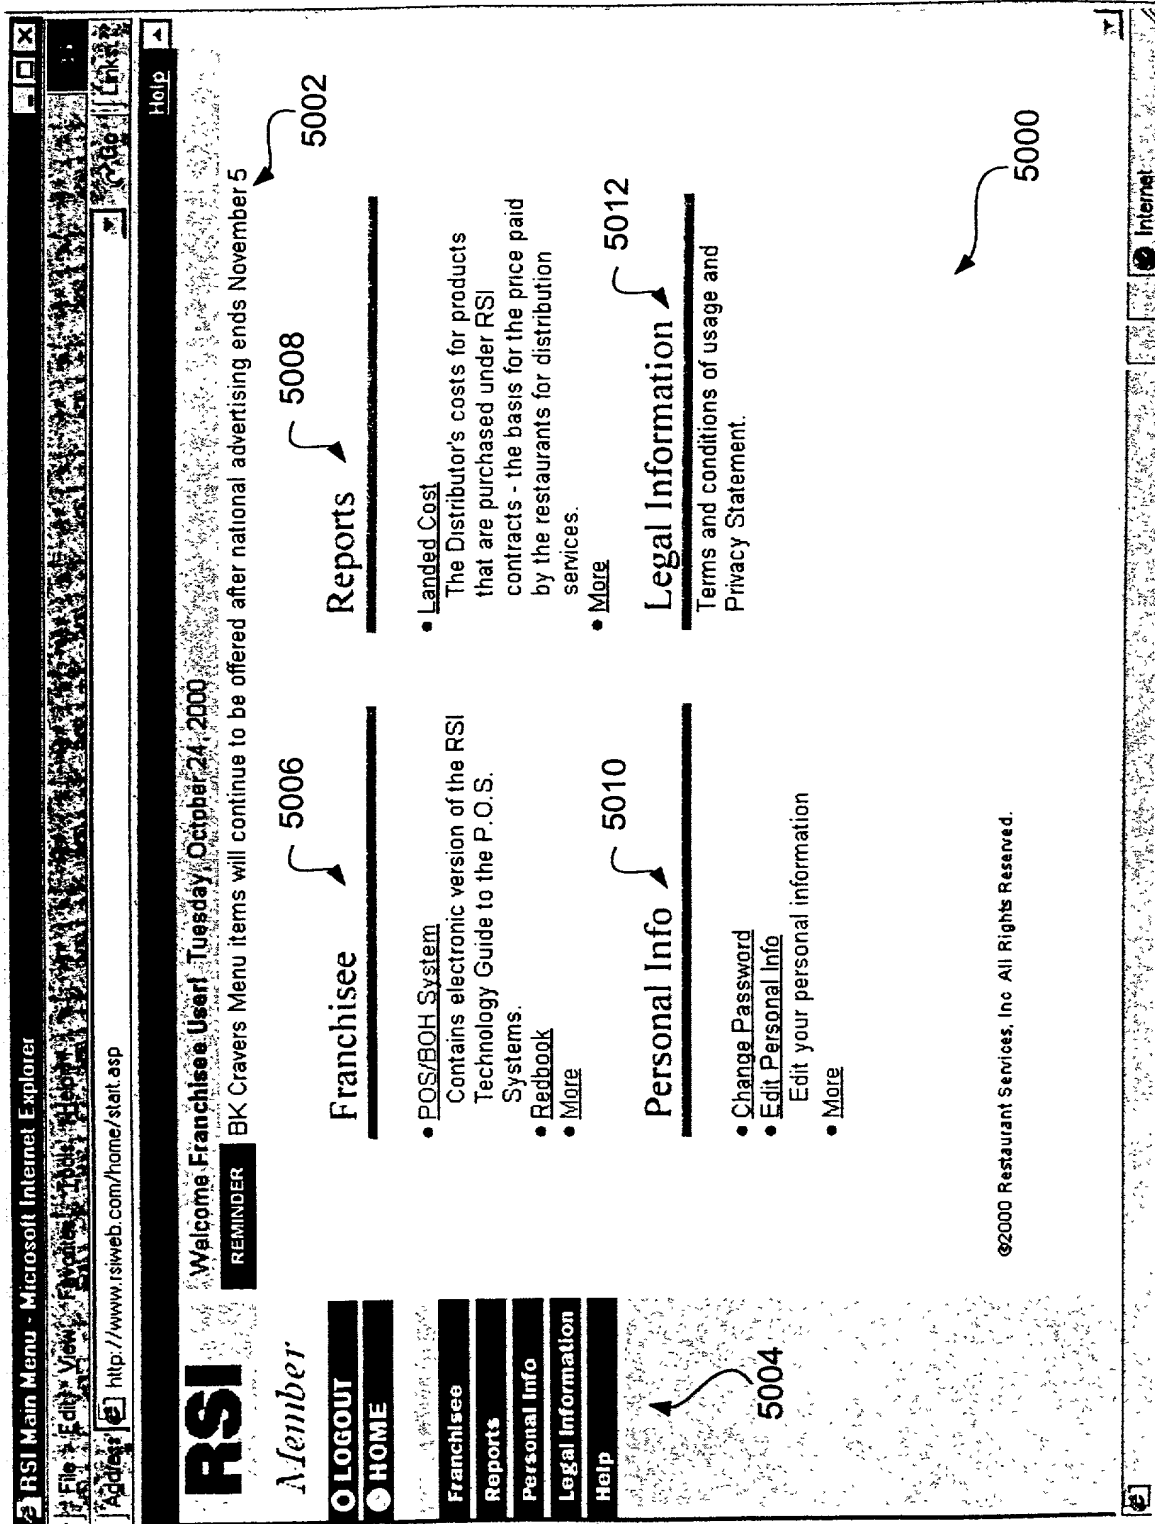 RSI Main Menu - Microsoft Internet Explorer
File Edit View Favorites Tools Help
Address http://www.rsiweb.com/home/start.asp Go Links »
Help
RSI
Welcome Franchisee User! Tuesday, October 24, 2000
REMINDER BK Cravers Menu items will continue to be offered after national advertising ends November 5
5002
Member
LOGOUT
HOME
Franchisee
Reports
Personal Info
Legal Information
Help
5004
Franchisee
5006
• POS/BOH System
Contains electronic version of the RSI
Technology Guide to the P.O.S.
Systems.
• Redbook
• More
Reports
5008
• Landed Cost
The Distributor's costs for products
that are purchased under RSI
contracts - the basis for the price paid
by the restaurants for distribution
services.
• More
Personal Info
5010
• Change Password
• Edit Personal Info
Edit your personal information
• More
Legal Information
5012
Terms and conditions of usage and
Privacy Statement.
5000
©2000 Restaurant Services, Inc. All Rights Reserved.
Internet